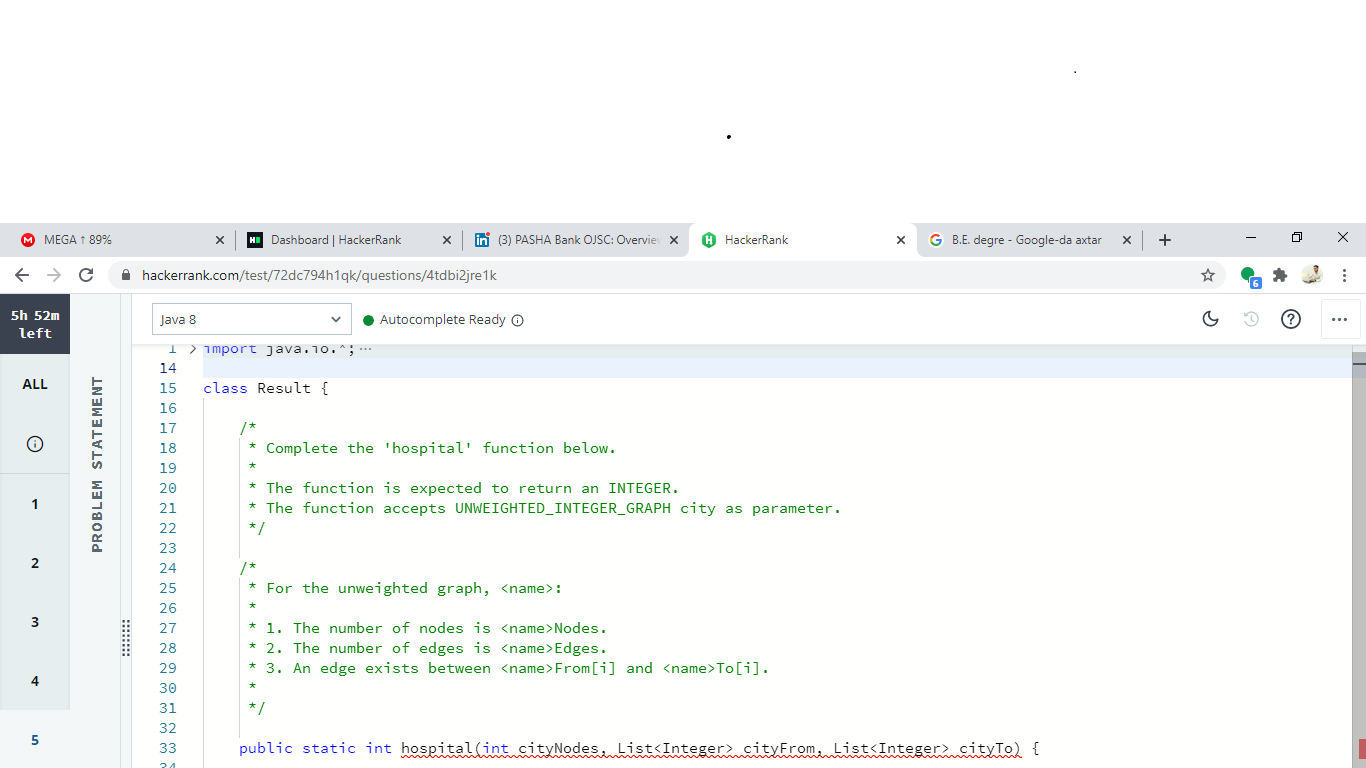 MEGA ↑ 89%
Dashboard | HackerRank
(3) PASHA Bank OJSC: Overvie
HackerRank
B.E. degre - Google-da axtar
hackerrank.com/test/72dc794h1qk/questions/4tdbi2jre1k
6
5h 52m
left
Java 8
Autocomplete Ready
ALL
1
2
3
4
5
PROBLEM STATEMENT
1 import java.io.*;
14
15 class Result {
16
17 /*
18 * Complete the 'hospital' function below.
19 *
20 * The function is expected to return an INTEGER.
21 * The function accepts UNWEIGHTED_INTEGER_GRAPH city as parameter.
22 */
23
24 /*
25 * For the unweighted graph, <name>:
26 *
27 * 1. The number of nodes is <name>Nodes.
28 * 2. The number of edges is <name>Edges.
29 * 3. An edge exists between <name>From[i] and <name>To[i].
30 *
31 */
32
33 public static int hospital(int cityNodes, List<Integer> cityFrom, List<Integer> cityTo) {
34